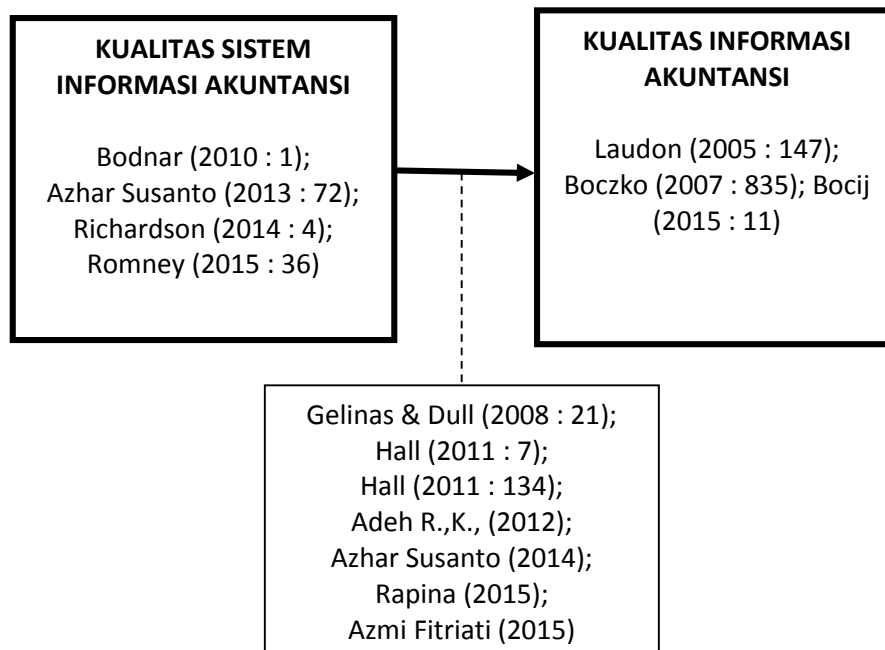 KUALITAS SISTEM
INFORMASI AKUNTANSI
Bodnar (2010 : 1);
Azhar Susanto (2013 : 72);
Richardson (2014 : 4);
Romney (2015 : 36)
KUALITAS INFORMASI
AKUNTANSI
Laudon (2005 : 147);
Boczko (2007 : 835); Bocij
(2015 : 11)
Gelinas & Dull (2008 : 21);
Hall (2011 : 7);
Hall (2011 : 134);
Adeh R.,K., (2012);
Azhar Susanto (2014);
Rapina (2015);
Azmi Fitriati (2015)